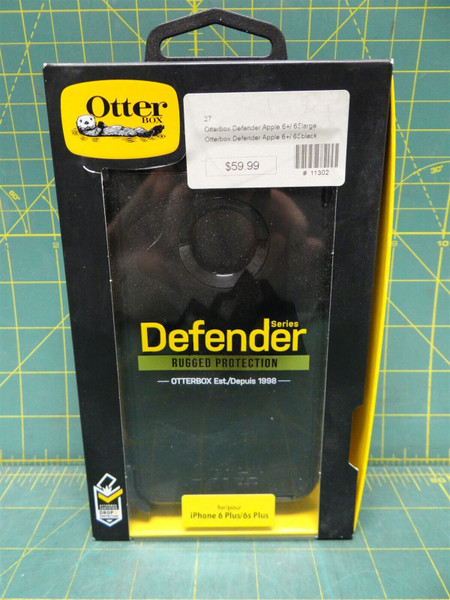 Otter
BOX
27
Otterbox Defender Apple 6+/ 6Slarge
Otterbox Defender Apple 6+/ 6Sblack
$59.99
# 11302
Defender
Series
RUGGED PROTECTION
OTTERBOX Est./Depuis 1998
DROP+
for/pour
iPhone 6 Plus/6s Plus